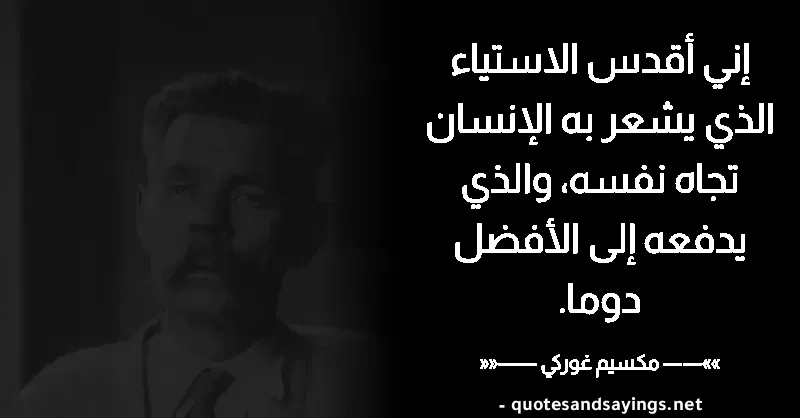 إني أقدس الاستياء
الذي يشعر به الإنسان
تجاه نفسه، والذي
يدفعه إلى الأفضل
دوما.
»»—— مكسيم غوركي ——««
- quotesandsayings.net